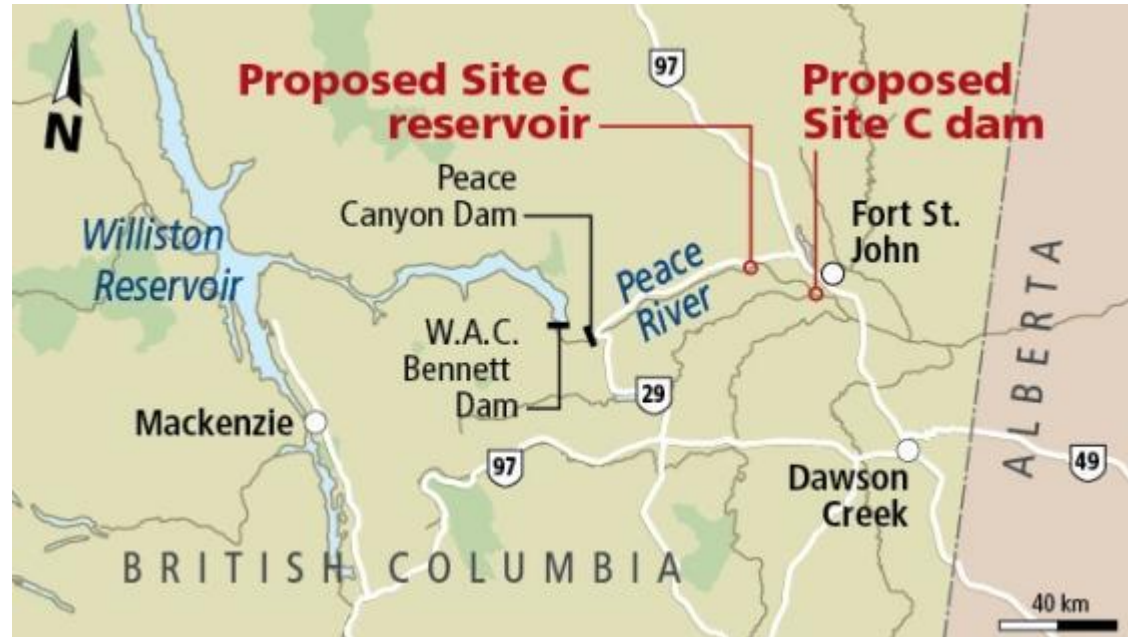 N
97
Proposed Site C
reservoir
Proposed
Site C dam
Peace
Canyon Dam
Fort St.
John
Williston
Reservoir
Peace
River
W.A.C.
Bennett
Dam
29
Mackenzie
97
Dawson
Creek
49
ALBERTA
BRITISH COLUMBIA
40 km